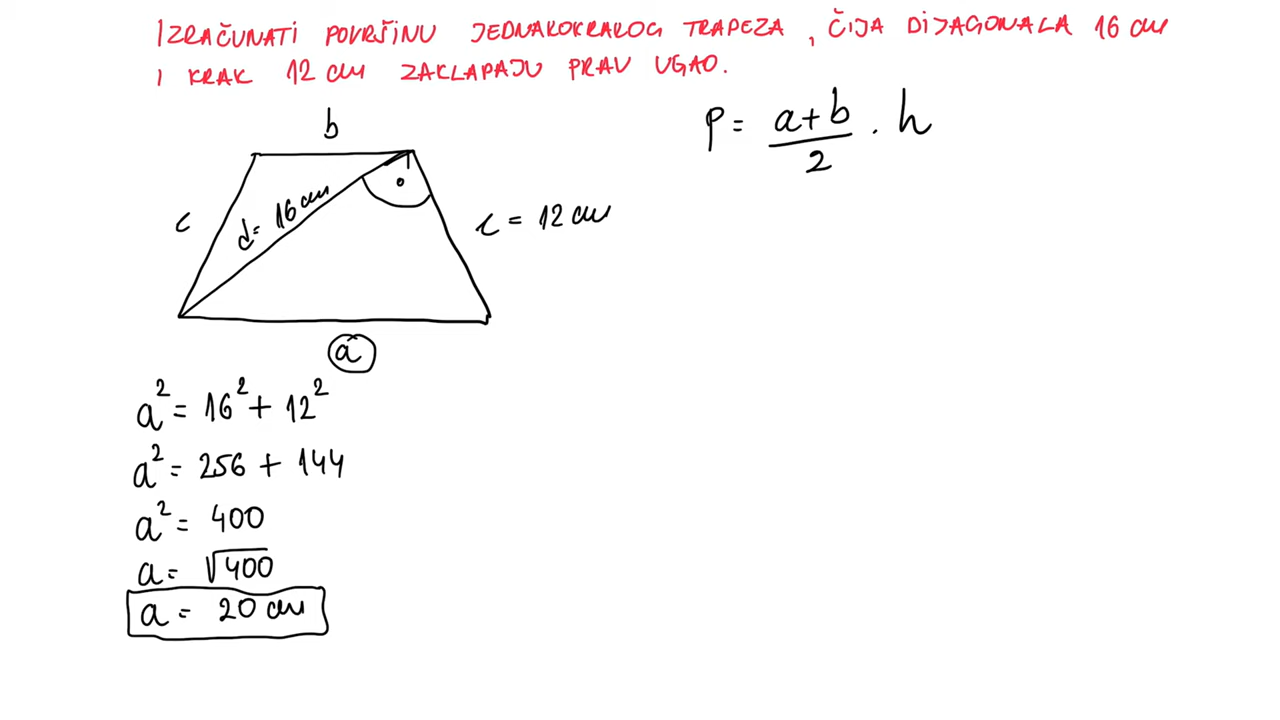 IZRAČUNATI POVRŠINU JEDNAKOKRAKOG TRAPEZA, ČIJA DIJAGONALA 16 cm
I KRAK 12 cm ZAKLAPAJU PRAV UGAO.
b
P = (a+b)/2 · h
d = 16 cm
c
c = 12 cm
a
a² = 16² + 12²
a² = 256 + 144
a² = 400
a = √400
a = 20 cm